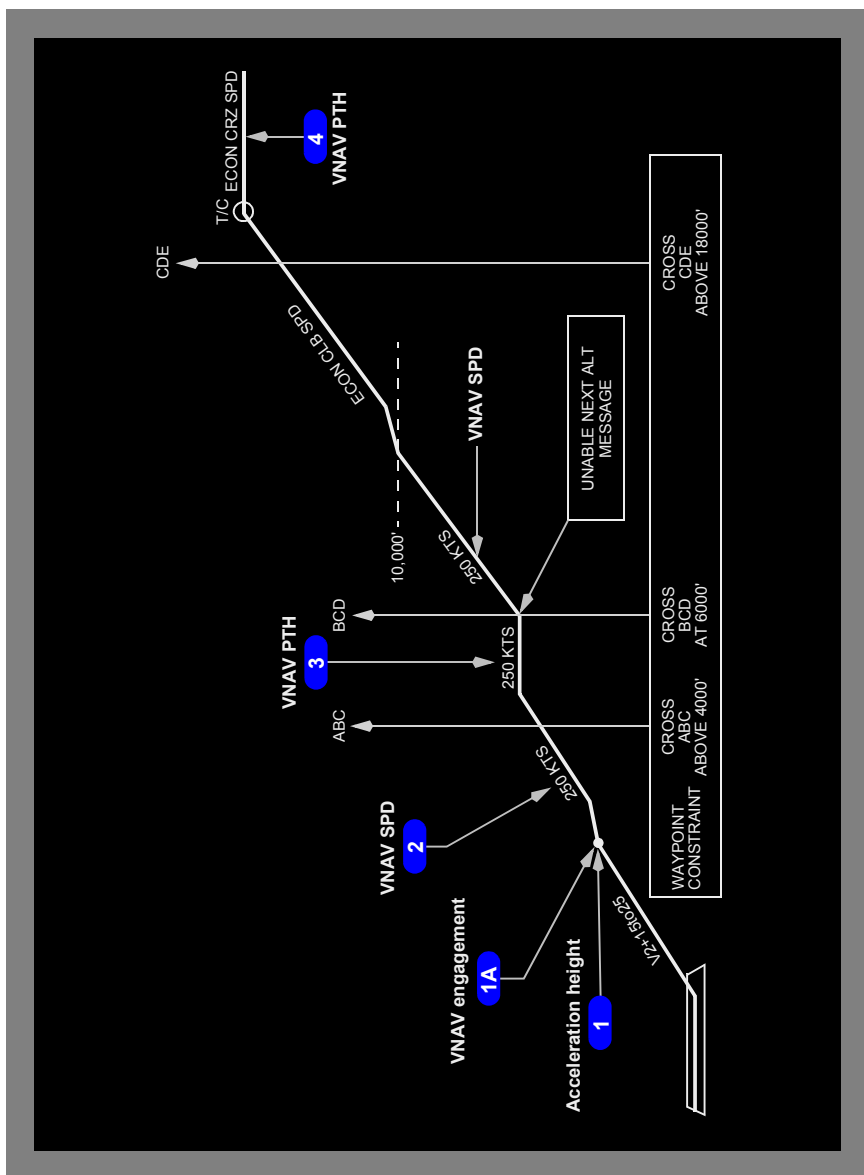 CDE
T/C
ECON CRZ SPD
4
VNAV PTH
ECON CLB SPD
10,000'
VNAV SPD
250 KTS
UNABLE NEXT ALT
MESSAGE
VNAV PTH
3
ABC
BCD
250 KTS
VNAV SPD
2
250 KTS
VNAV engagement
1A
Acceleration height
1
V2+15to25
WAYPOINT
CONSTRAINT
CROSS
ABC
ABOVE 4000'
CROSS
BCD
AT 6000'
CROSS
CDE
ABOVE 18000'